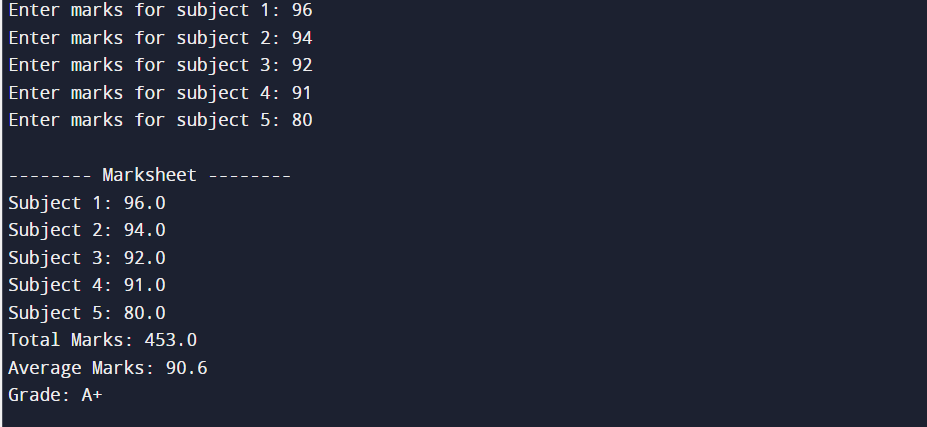 Enter marks for subject 1: 96
Enter marks for subject 2: 94
Enter marks for subject 3: 92
Enter marks for subject 4: 91
Enter marks for subject 5: 80
-------- Marksheet --------
Subject 1: 96.0
Subject 2: 94.0
Subject 3: 92.0
Subject 4: 91.0
Subject 5: 80.0
Total Marks: 453.0
Average Marks: 90.6
Grade: A+